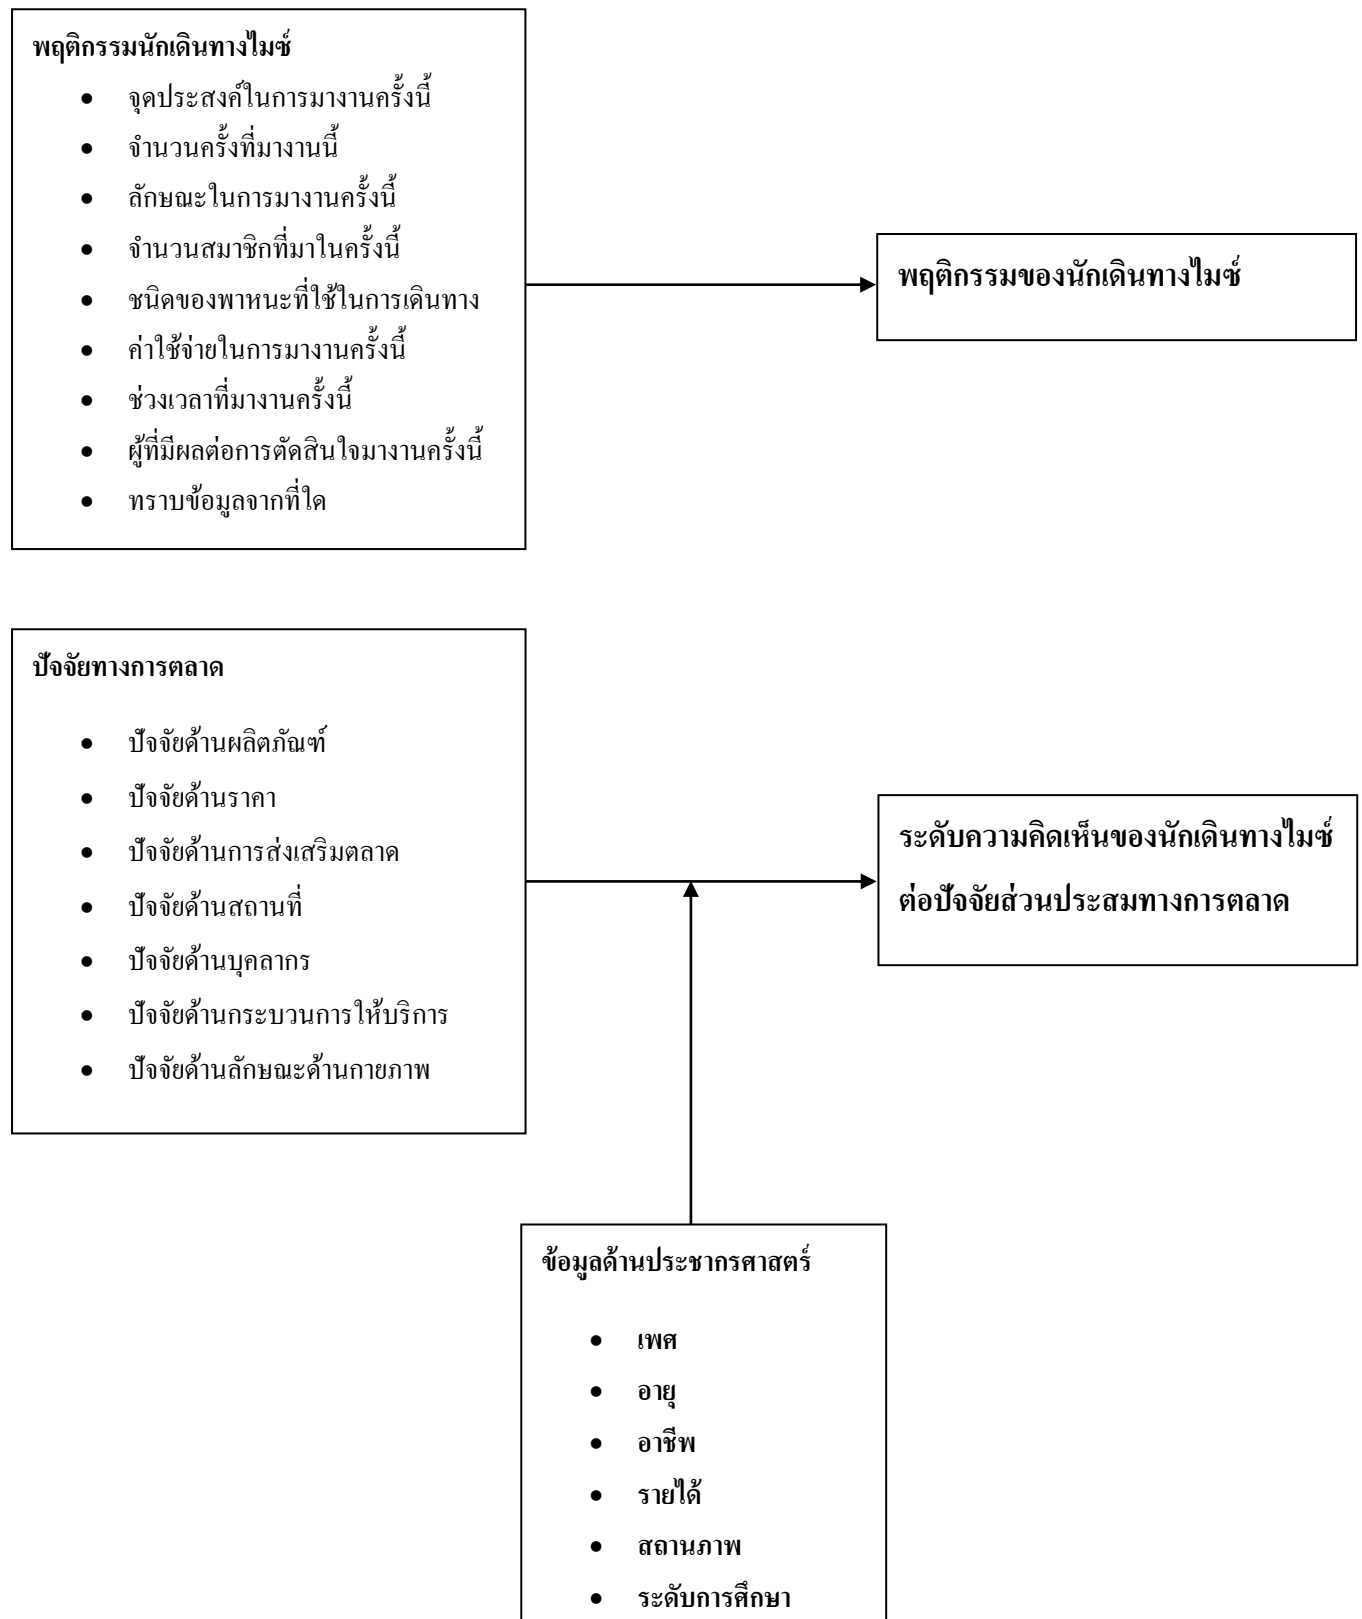 พฤติกรรมนักเดินทางไมซ์
● จุดประสงค์ในการมางานครั้งนี้
● จำนวนครั้งที่มางานนี้
● ลักษณะในการมางานครั้งนี้
● จำนวนสมาชิกที่มาในครั้งนี้
● ชนิดของพาหนะที่ใช้ในการเดินทาง
● ค่าใช้จ่ายในการมางานครั้งนี้
● ช่วงเวลาที่มางานครั้งนี้
● ผู้ที่มีผลต่อการตัดสินใจมางานครั้งนี้
● ทราบข้อมูลจากที่ใด
พฤติกรรมของนักเดินทางไมซ์
ปัจจัยทางการตลาด
● ปัจจัยด้านผลิตภัณฑ์
● ปัจจัยด้านราคา
● ปัจจัยด้านการส่งเสริมตลาด
● ปัจจัยด้านสถานที่
● ปัจจัยด้านบุคลากร
● ปัจจัยด้านกระบวนการให้บริการ
● ปัจจัยด้านลักษณะด้านกายภาพ
ระดับความคิดเห็นของนักเดินทางไมซ์
ต่อปัจจัยส่วนประสมทางการตลาด
ข้อมูลด้านประชากรศาสตร์
● เพศ
● อายุ
● อาชีพ
● รายได้
● สถานภาพ
● ระดับการศึกษา